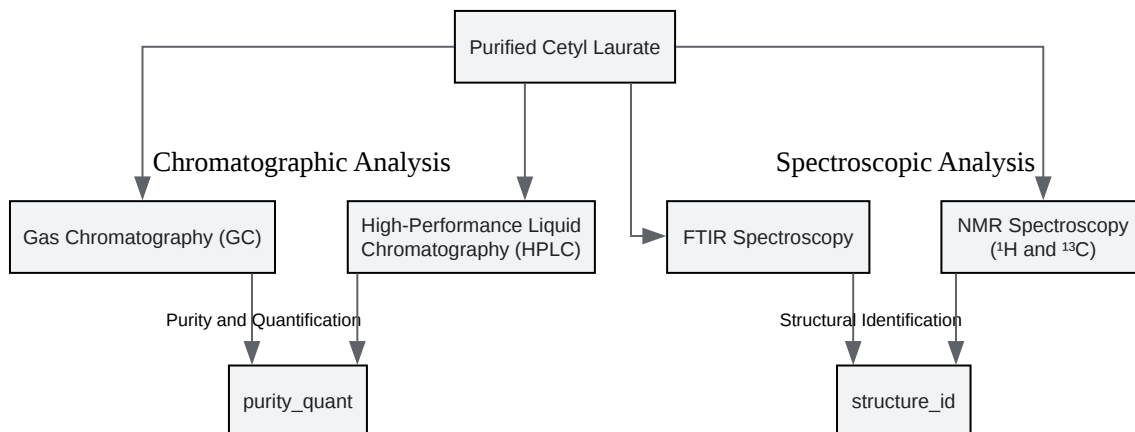 Purified Cetyl Laurate
Chromatographic Analysis
Spectroscopic Analysis
Gas Chromatography (GC)
High-Performance Liquid
Chromatography (HPLC)
FTIR Spectroscopy
NMR Spectroscopy
(¹H and ¹³C)
Purity and Quantification
Structural Identification
purity_quant
structure_id